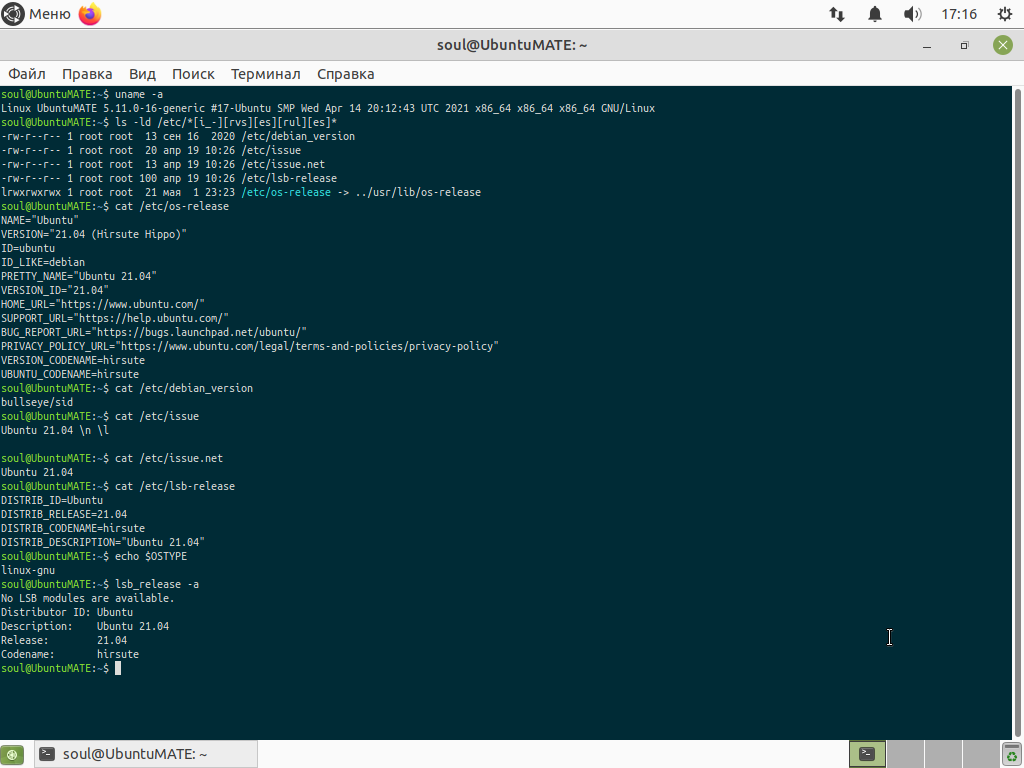 Меню 17:16
soul@UbuntuMATE: ~
Файл Правка Вид Поиск Терминал Справка
soul@UbuntuMATE:~$ uname -a
Linux UbuntuMATE 5.11.0-16-generic #17-Ubuntu SMP Wed Apr 14 20:12:43 UTC 2021 x86_64 x86_64 x86_64 GNU/Linux
soul@UbuntuMATE:~$ ls -ld /etc/*[i_-][rvs][es][rul][es]*
-rw-r--r-- 1 root root  13 сен 16  2020 /etc/debian_version
-rw-r--r-- 1 root root  20 апр 19 10:26 /etc/issue
-rw-r--r-- 1 root root  13 апр 19 10:26 /etc/issue.net
-rw-r--r-- 1 root root 100 апр 19 10:26 /etc/lsb-release
lrwxrwxrwx 1 root root  21 мая  1 23:23 /etc/os-release -> ../usr/lib/os-release
soul@UbuntuMATE:~$ cat /etc/os-release
NAME="Ubuntu"
VERSION="21.04 (Hirsute Hippo)"
ID=ubuntu
ID_LIKE=debian
PRETTY_NAME="Ubuntu 21.04"
VERSION_ID="21.04"
HOME_URL="https://www.ubuntu.com/"
SUPPORT_URL="https://help.ubuntu.com/"
BUG_REPORT_URL="https://bugs.launchpad.net/ubuntu/"
PRIVACY_POLICY_URL="https://www.ubuntu.com/legal/terms-and-policies/privacy-policy"
VERSION_CODENAME=hirsute
UBUNTU_CODENAME=hirsute
soul@UbuntuMATE:~$ cat /etc/debian_version
bullseye/sid
soul@UbuntuMATE:~$ cat /etc/issue
Ubuntu 21.04 \n \l
soul@UbuntuMATE:~$ cat /etc/issue.net
Ubuntu 21.04
soul@UbuntuMATE:~$ cat /etc/lsb-release
DISTRIB_ID=Ubuntu
DISTRIB_RELEASE=21.04
DISTRIB_CODENAME=hirsute
DISTRIB_DESCRIPTION="Ubuntu 21.04"
soul@UbuntuMATE:~$ echo $OSTYPE
linux-gnu
soul@UbuntuMATE:~$ lsb_release -a
No LSB modules are available.
Distributor ID: Ubuntu
Description:    Ubuntu 21.04
Release:        21.04
Codename:       hirsute
soul@UbuntuMATE:~$
soul@UbuntuMATE: ~